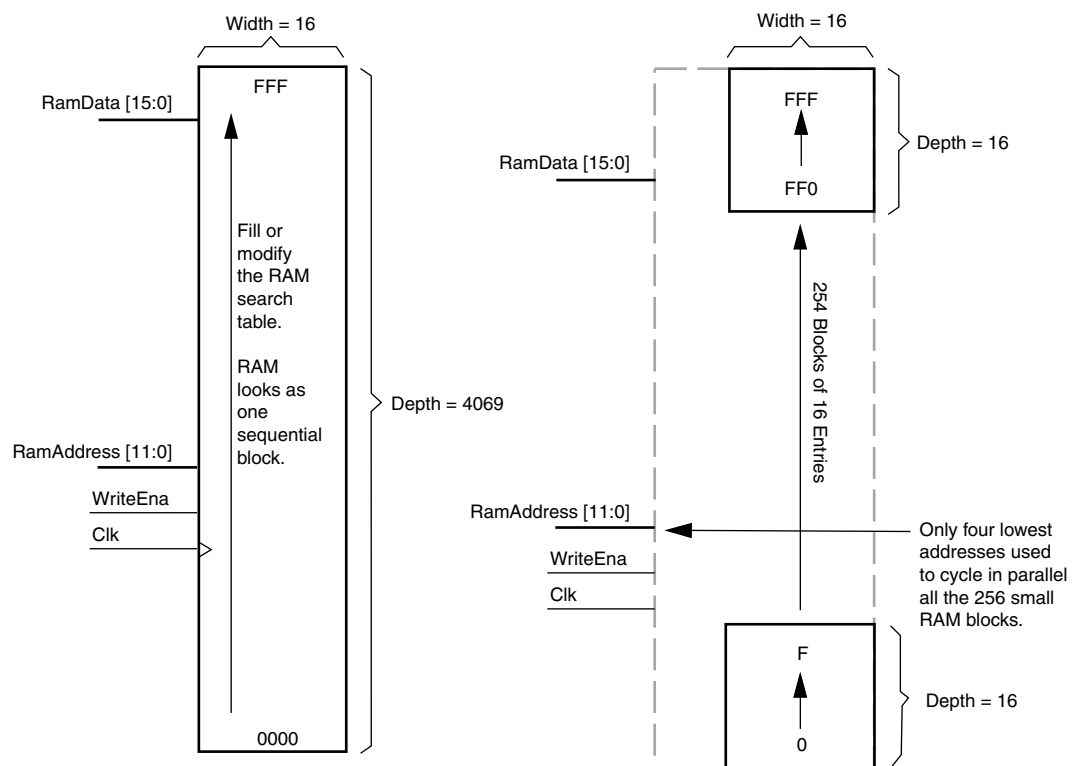 Width = 16
FFF
RamData [15:0]
Fill or
modify
the RAM
search
table.
RAM
looks as
one
sequential
block.
Depth = 4069
RamAddress [11:0]
WriteEna
Clk
0000
Width = 16
FFF
FF0
Depth = 16
RamData [15:0]
254 Blocks of 16 Entries
RamAddress [11:0]
WriteEna
Clk
Only four lowest
addresses used
to cycle in parallel
all the 256 small
RAM blocks.
F
0
Depth = 16